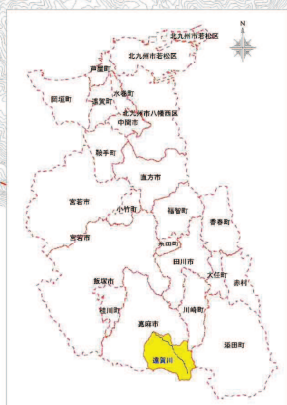 N
北九州市若松区
北九州市若松区
芦屋町
水巻町
岡垣町
遠賀町
北九州市八幡西区
中間市
鞍手町
直方市
宮若市
小竹町
福智町
香春町
宮若市
田川市
飯塚市
大任町
赤村
桂川町
川崎町
嘉麻市
添田町
遠賀川